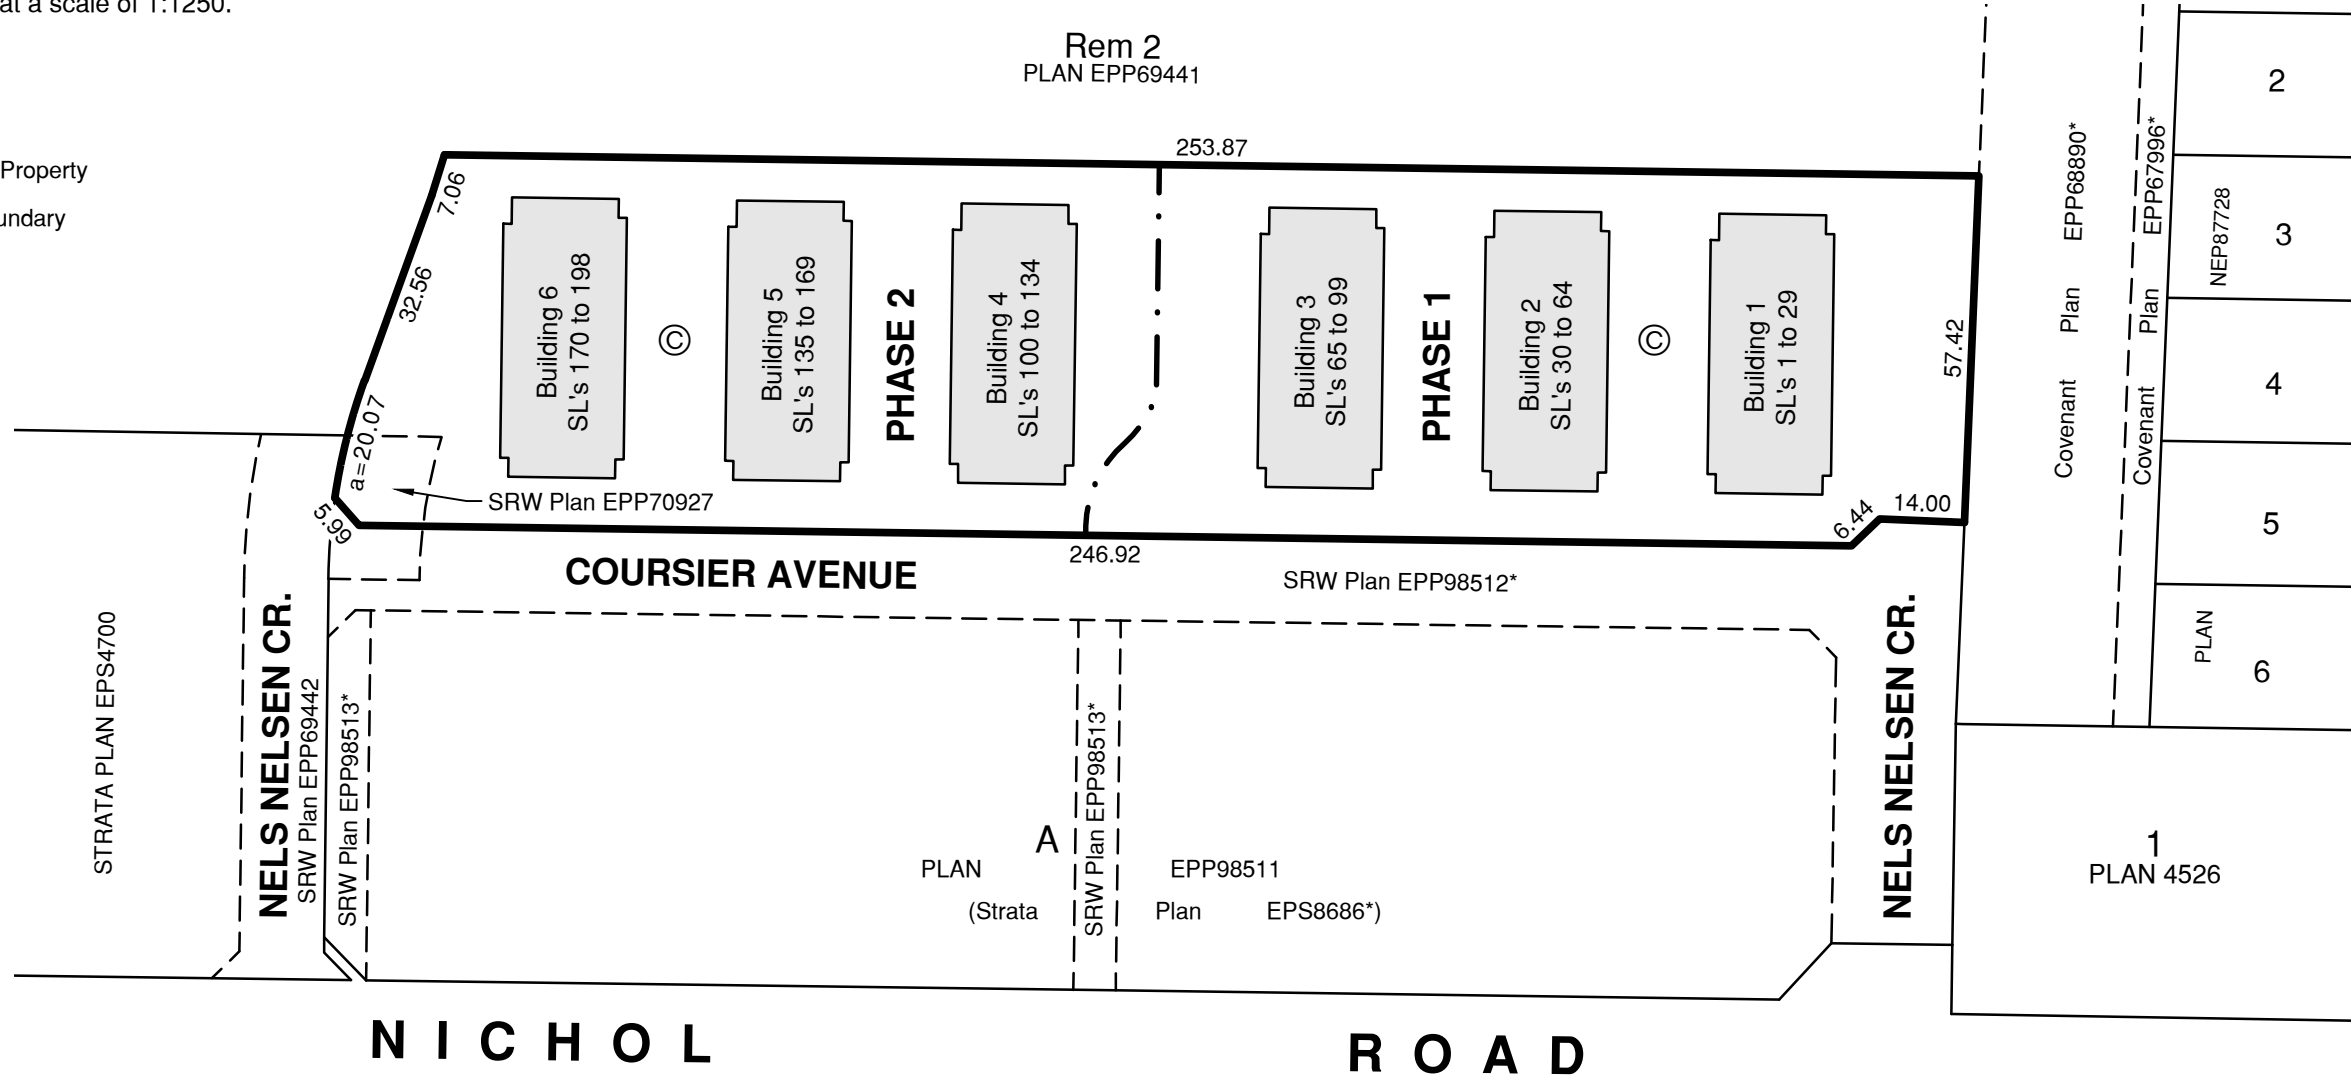 at a scale of 1:1250.
Rem 2
PLAN EPP69441
Property
undary
253.87
7.06
32.56
a=20.07
5.99
246.92
6.44
14.00
57.42
Building 6
SL's 170 to 198
©
Building 5
SL's 135 to 169
PHASE 2
Building 4
SL's 100 to 134
Building 3
SL's 65 to 99
PHASE 1
Building 2
SL's 30 to 64
©
Building 1
SL's 1 to 29
SRW Plan EPP70927
COURSIER AVENUE
SRW Plan EPP98512*
Covenant Plan EPP68890*
Covenant Plan EPP67996*
PLAN NEP87728
2
3
4
5
6
STRATA PLAN EPS4700
NELS NELSEN CR.
SRW Plan EPP69442
SRW Plan EPP98513*
SRW Plan EPP98513*
A
PLAN EPP98511
(Strata Plan EPS8686*)
NELS NELSEN CR.
1
PLAN 4526
NICHOL ROAD